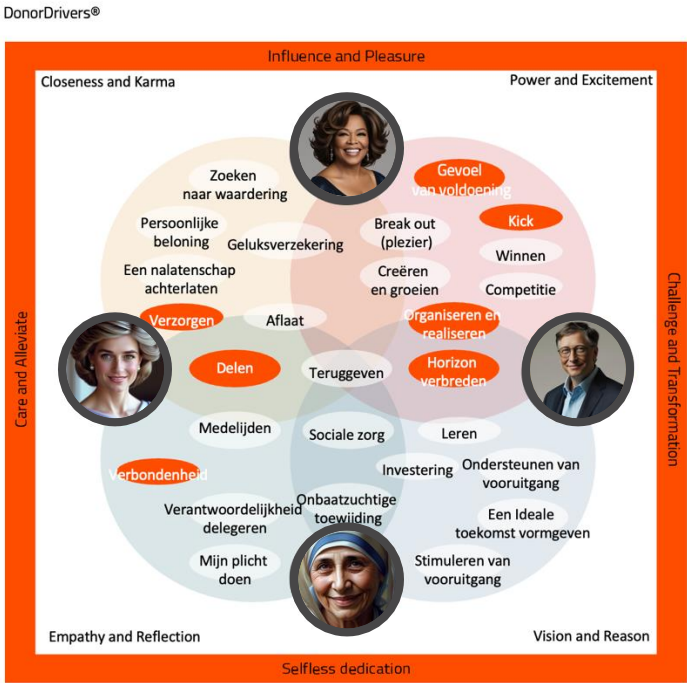 DonorDrivers®
Influence and Pleasure
Closeness and Karma
Power and Excitement
Zoeken
naar waardering
Gevoel
van voldoening
Persoonlijke
beloning
Geluksverzekering
Break out
(plezier)
Kick
Winnen
Een nalatenschap
achterlaten
Creëren
en groeien
Competitie
Verzorgen
Aflaat
Organiseren en
realiseren
Care and Alleviate
Challenge and Transformation
Delen
Teruggeven
Horizon
verbreden
Medelijden
Sociale zorg
Leren
Verbondenheid
Investering
Ondersteunen van
vooruitgang
Verantwoordelijkheid
delegeren
Onbaatzuchtige
toewijding
Een Ideale
toekomst vormgeven
Mijn plicht
doen
Stimuleren van
vooruitgang
Empathy and Reflection
Vision and Reason
Selfless dedication